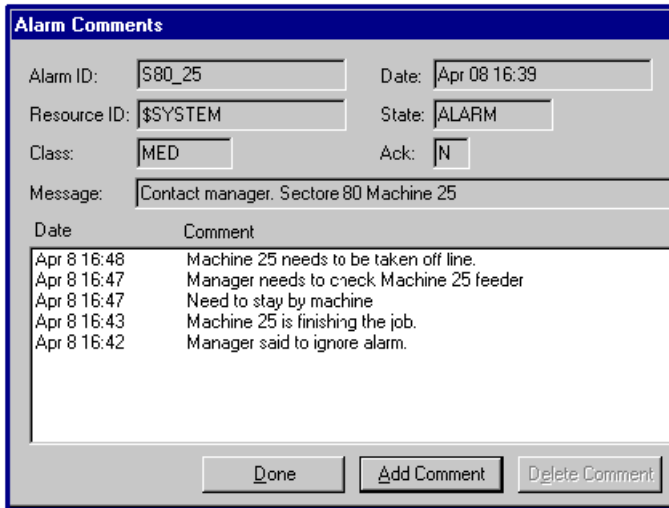 Alarm Comments
Alarm ID: S80_25 Date: Apr 08 16:39
Resource ID: $SYSTEM State: ALARM
Class: MED Ack: N
Message: Contact manager. Sectore 80 Machine 25
Date Comment
Apr 8 16:48 Machine 25 needs to be taken off line.
Apr 8 16:47 Manager needs to check Machine 25 feeder
Apr 8 16:47 Need to stay by machine
Apr 8 16:43 Machine 25 is finishing the job.
Apr 8 16:42 Manager said to ignore alarm.
Done Add Comment Delete Comment